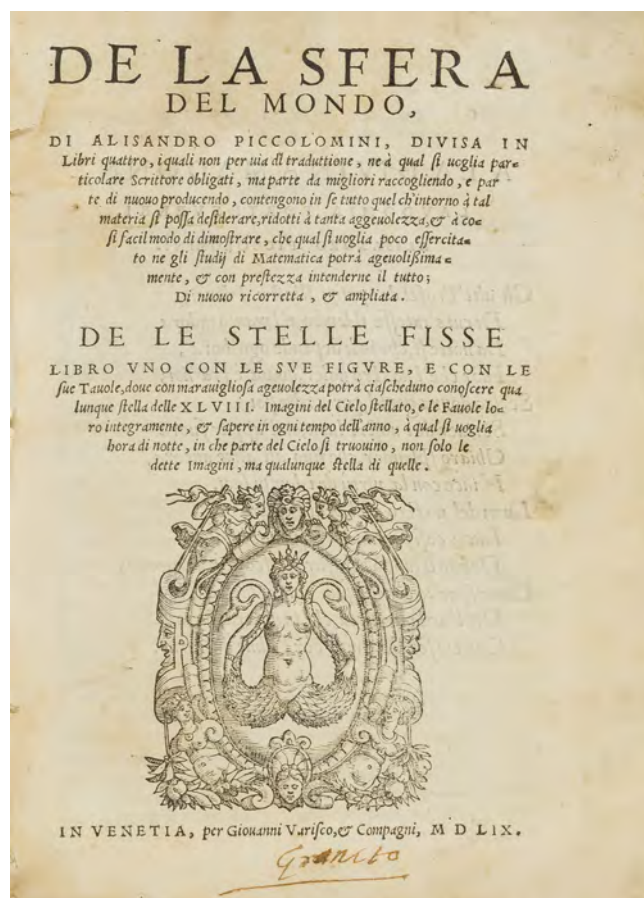 DE LA SFERA
DEL MONDO,
DI ALISANDRO PICCOLOMINI, DIVISA IN
Libri quattro, i quali non per uia dl traduttione, ne à qual si uoglia par=
ticolare Scrittore obligati, ma parte da migliori raccogliendo, e par
te di nuouo producendo, contengono in se tutto quel ch'intorno à tal
materia si possa desiderare, ridotti à tanta aggeuolezza, & à co=
si facil modo di dimostrare, che qual si uoglia poco essercita=
to ne gli studij di Matematica potrà ageuolissima=
mente, & con prestezza intenderne il tutto;
Di nuouo ricorretta, & ampliata.
DE LE STELLE FISSE
LIBRO VNO CON LE SVE FIGVRE, E CON LE
sue Tauole, doue con marauigliosa ageuolezza potrà ciascheduno conoscere qua
lunque stella delle XLVIII. Imagini del Cielo stellato, e le Fauole lo=
ro integramente, & sapere in ogni tempo dell'anno, à qual si uoglia
hora di notte, in che parte del Cielo si truouino, non solo le
dette Imagini, ma qualunque stella di quelle.
IN VENETIA, per Giouanni Varisco, & Compagni, M D LIX.